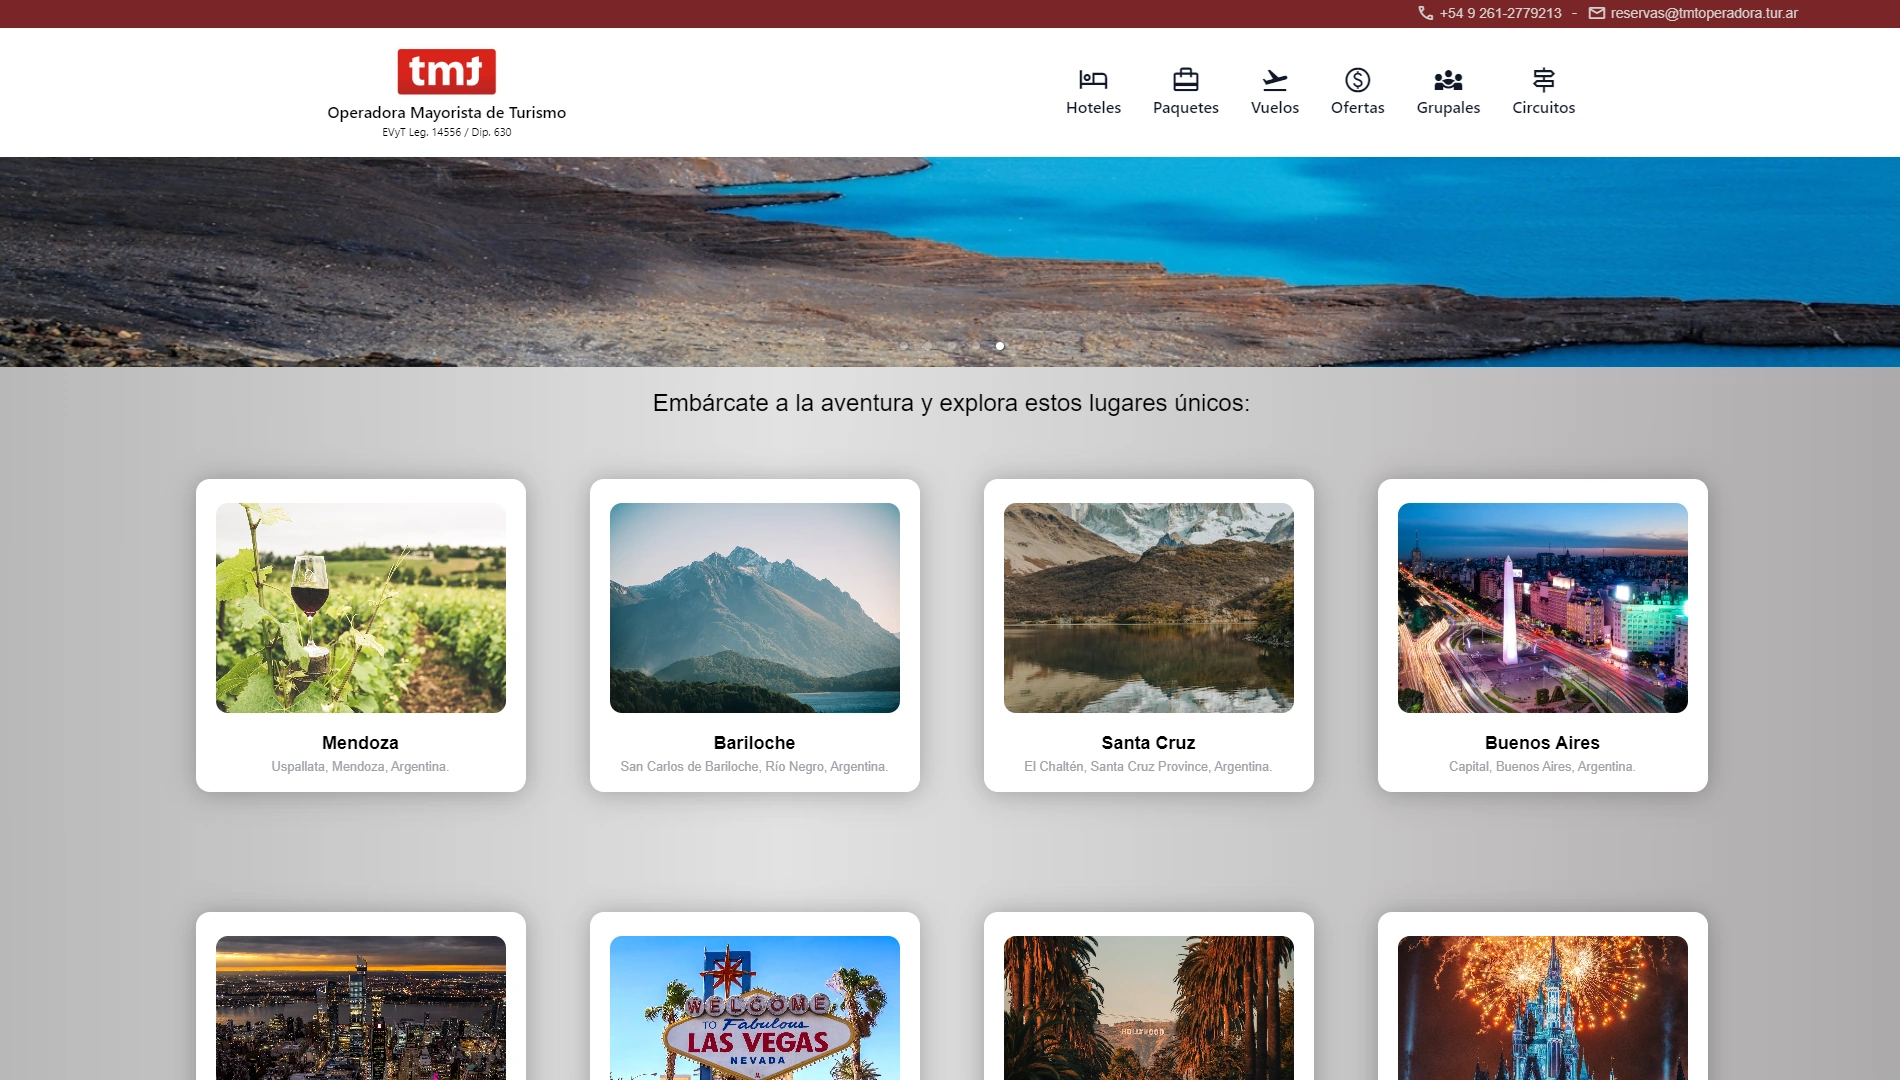 +54 9 261-2779213 - reservas@tmtoperadora.tur.ar
tmt
Operadora Mayorista de Turismo
EVyT Leg. 14556 / Dip. 630
Hoteles Paquetes Vuelos Ofertas Grupales Circuitos
Embárcate a la aventura y explora estos lugares únicos:
Mendoza
Uspallata, Mendoza, Argentina.
Bariloche
San Carlos de Bariloche, Río Negro, Argentina.
Santa Cruz
El Chaltén, Santa Cruz Province, Argentina.
Buenos Aires
Capital, Buenos Aires, Argentina.
WELCOME
TO Fabulous
LAS VEGAS
NEVADA
HOLLYWOOD